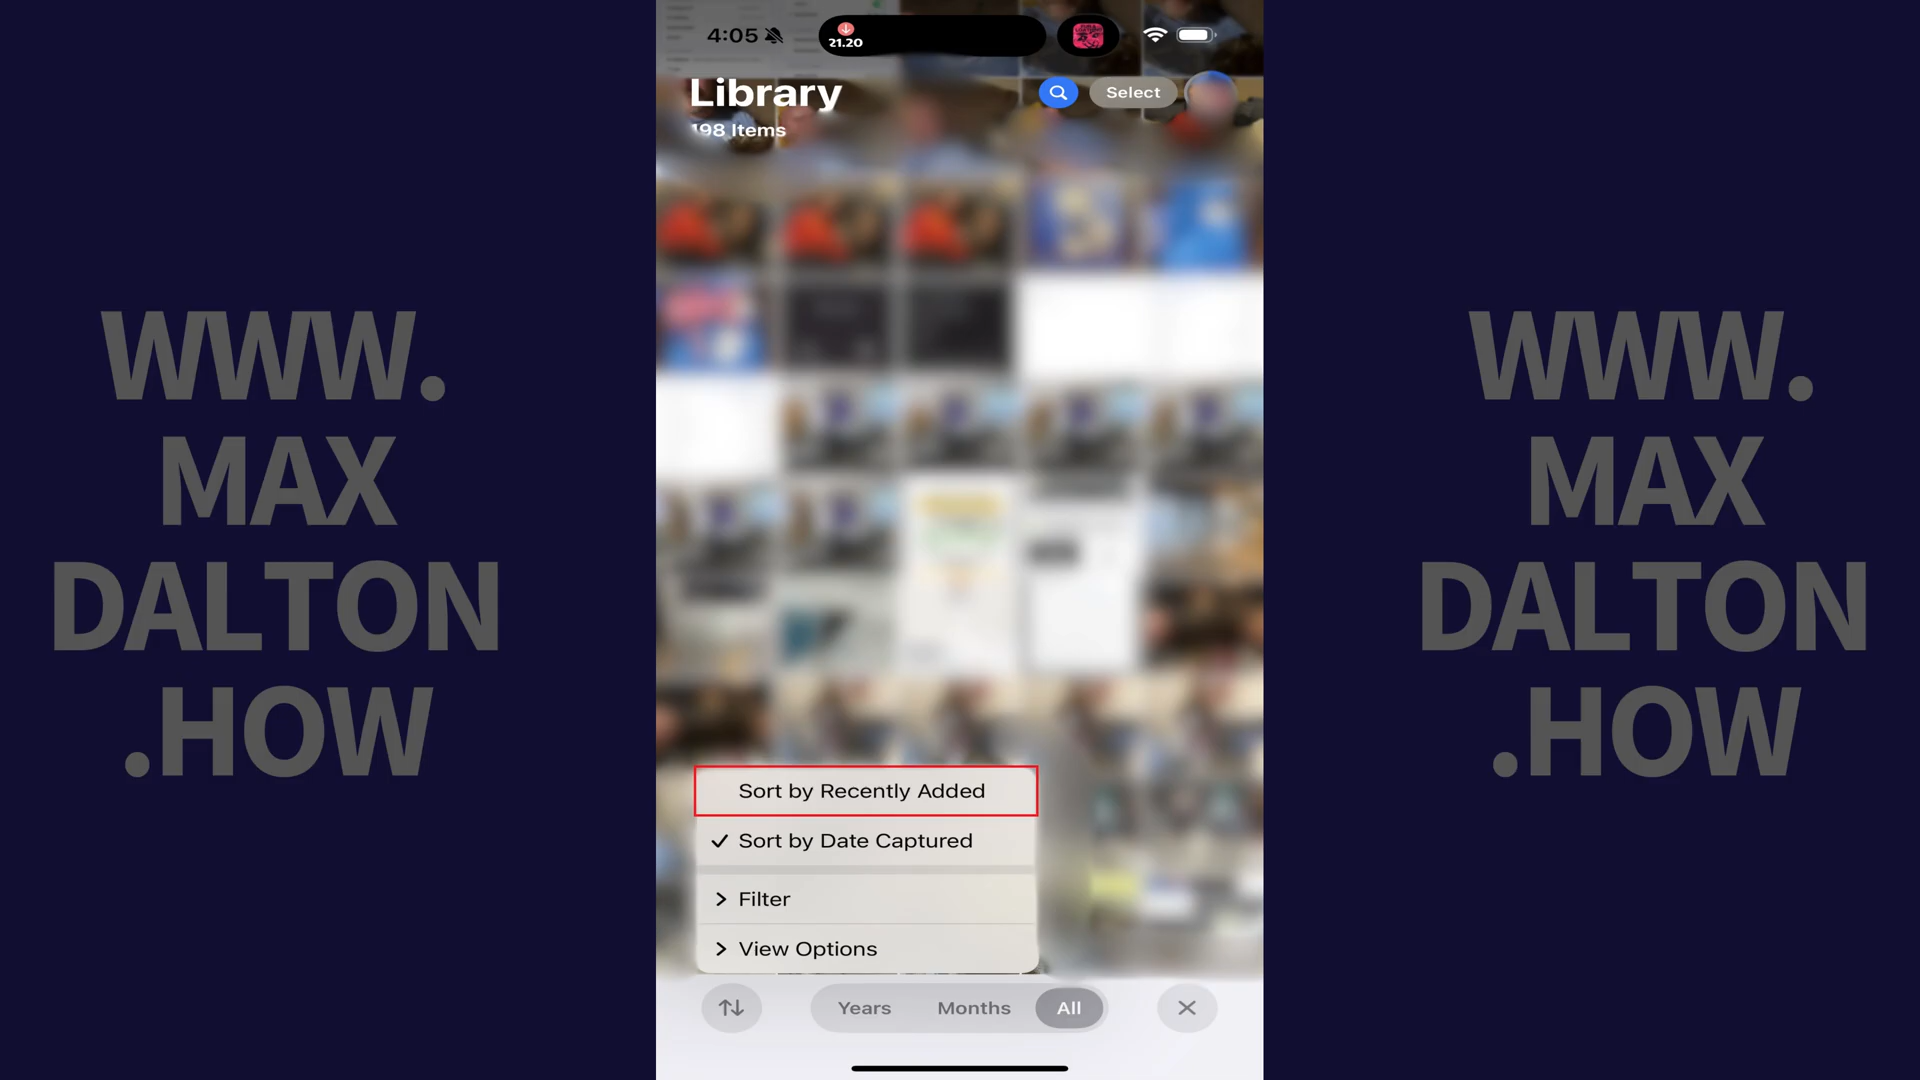 4:05
21.20
Library
198 Items
Select
WWW.
MAX
DALTON
.HOW
WWW.
MAX
DALTON
.HOW
Sort by Recently Added
Sort by Date Captured
Filter
View Options
Years
Months
All